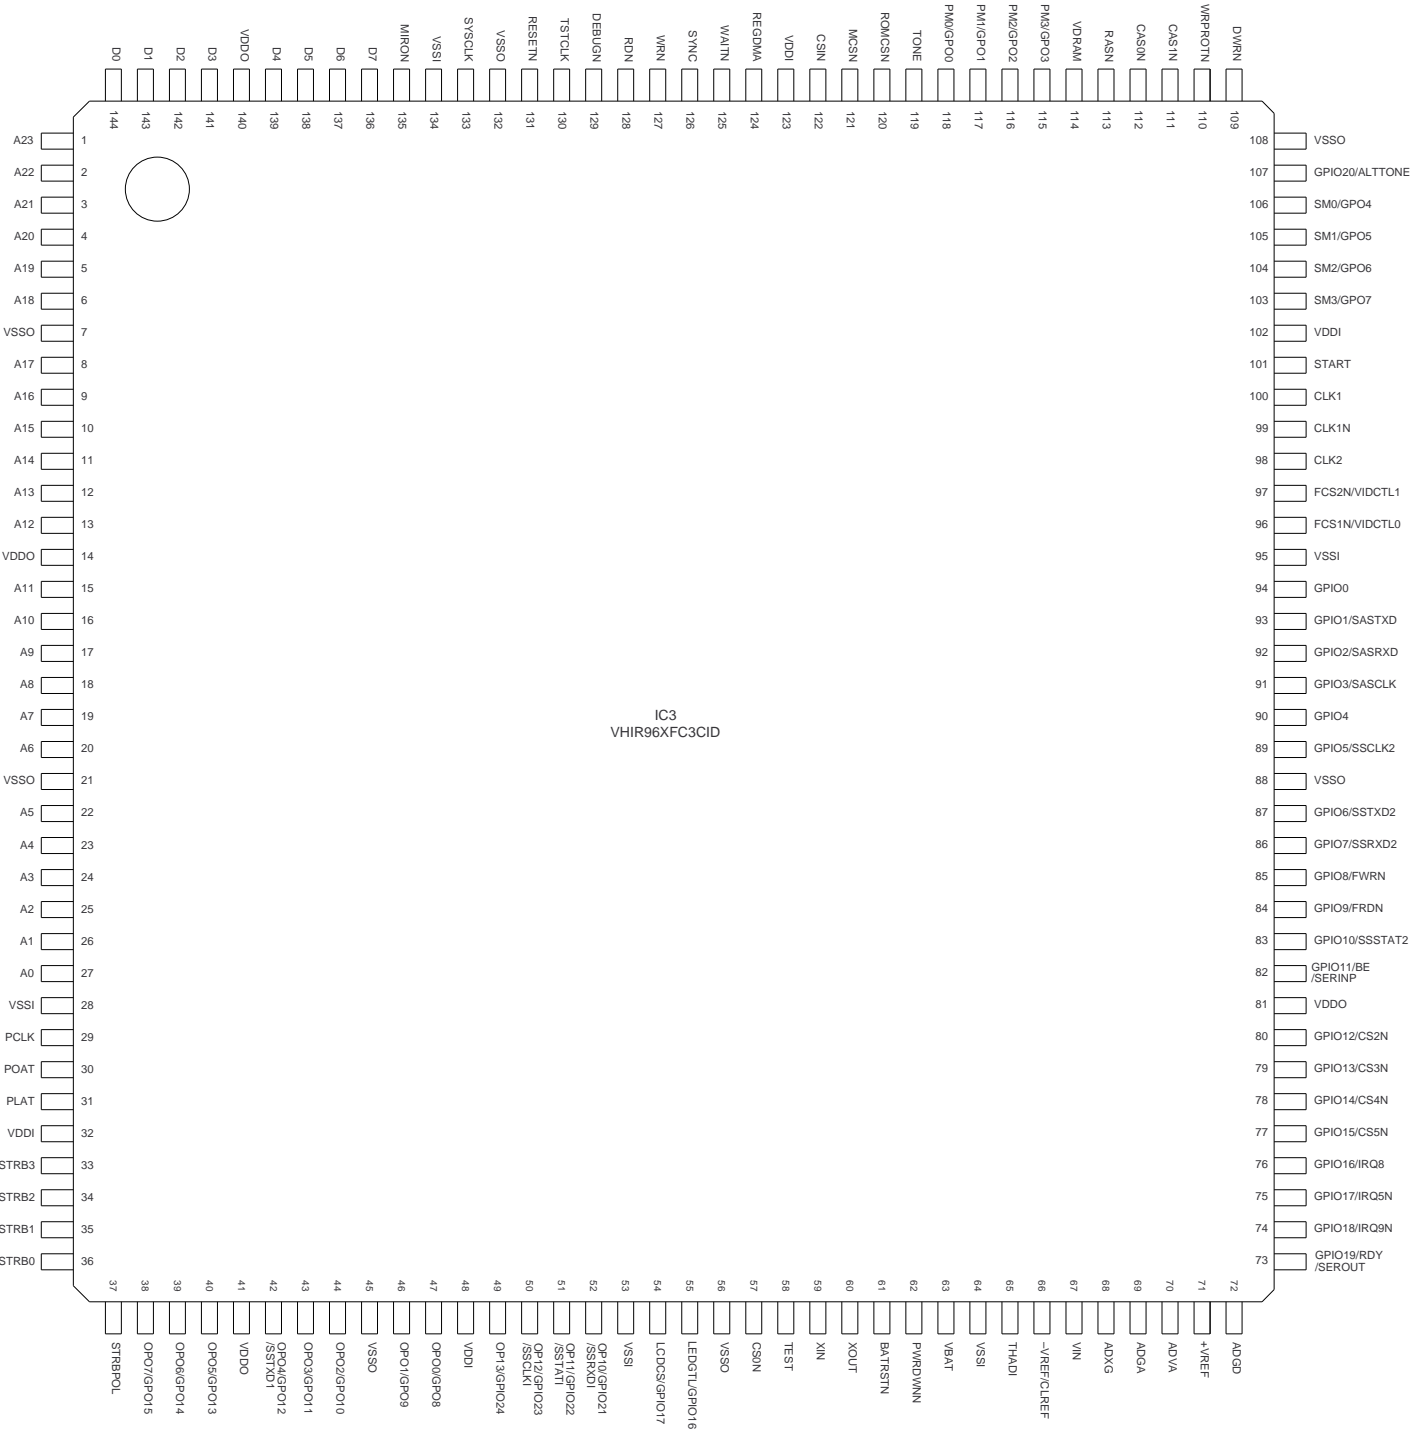 D0
D1
D2
D3
VDDO
D4
D5
D6
D7
MIRON
VSSI
SYSCLK
VSSO
RESETN
TSTCLK
DEBUGN
RDN
WRN
SYNC
WAITN
REGDMA
VDDI
CSIN
MCSN
ROMCSIN
TONE
PM0/GPO0
PM1/GPO1
PM2/GPO2
PM3/GPO3
VDRAM
RASN
CAS0N
CAS1N
WRPROTN
DWRN
144
143
142
141
140
139
138
137
136
135
134
133
132
131
130
129
128
127
126
125
124
123
122
121
120
119
118
117
116
115
114
113
112
111
110
109
A23 1
A22 2
A21 3
A20 4
A19 5
A18 6
VSSO 7
A17 8
A16 9
A15 10
A14 11
A13 12
A12 13
VDDO 14
A11 15
A10 16
A9 17
A8 18
A7 19
A6 20
VSSO 21
A5 22
A4 23
A3 24
A2 25
A1 26
A0 27
VSSI 28
PCLK 29
POAT 30
PLAT 31
VDDI 32
STRB3 33
STRB2 34
STRB1 35
STRB0 36
IC3
VHIR96XFC3CID
108 VSSO
107 GPIO20/ALTTONE
106 SM0/GPO4
105 SM1/GPO5
104 SM2/GPO6
103 SM3/GPO7
102 VDDI
101 START
100 CLK1
99 CLK1N
98 CLK2
97 FCS2N/VIDCTL1
96 FCS1N/VIDCTL0
95 VSSI
94 GPIO0
93 GPIO1/SASTXD
92 GPIO2/SASRXD
91 GPIO3/SASCLK
90 GPIO4
89 GPIO5/SSCLK2
88 VSSO
87 GPIO6/SSTXD2
86 GPIO7/SSRXD2
85 GPIO8/FWRN
84 GPIO9/FRDN
83 GPIO10/SSSTAT2
82 GPIO11/BE
/SERINP
81 VDDO
80 GPIO12/CS2N
79 GPIO13/CS3N
78 GPIO14/CS4N
77 GPIO15/CS5N
76 GPIO16/IRQ8
75 GPIO17/IRQ5N
74 GPIO18/IRQ9N
73 GPIO19/RDY
/SEROUT
37
38
39
40
41
42
43
44
45
46
47
48
49
50
51
52
53
54
55
56
57
58
59
60
61
62
63
64
65
66
67
68
69
70
71
72
STRBPOL
OPO7/GPO15
OPO6/GPO14
OPO5/GPO13
VDDO
OPO4/GPO12
/SSTXD1
OPO3/GPO11
OPO2/GPO10
VSSO
OPO1/GPO9
OPO0/GPO8
VDDI
OP13/GPIO24
OP12/GPIO23
/SSCLKI
OP11/GPIO22
/SSTATI
OP10/GPIO21
/SSRXDI
VSSI
LCDCS/GPIO17
LEDGTL/GPIO16
VSSO
CS0N
TEST
XIN
XOUT
BATRSTN
PWRDWNN
VBAT
VSSI
THADI
–VREF/CLREF
VIN
ADXG
ADGA
ADVA
+VREF
ADGD